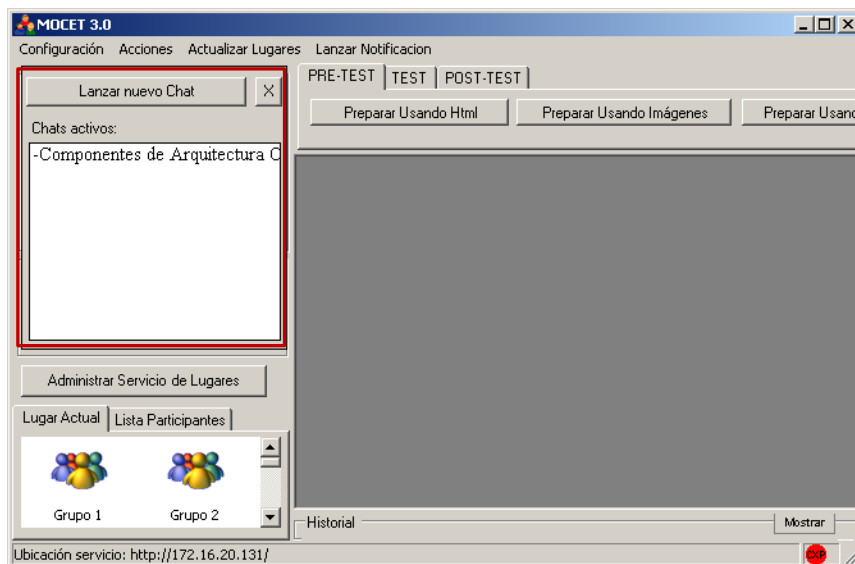 MOCET 3.0
Configuración Acciones Actualizar Lugares Lanzar Notificacion
Lanzar nuevo Chat X
Chats activos:
-Componentes de Arquitectura C
PRE-TEST TEST POST-TEST
Preparar Usando Html Preparar Usando Imágenes Preparar Usand
Administrar Servicio de Lugares
Lugar Actual Lista Participantes
Grupo 1 Grupo 2
Historial Mostrar
Ubicación servicio: http://172.16.20.131/ CXP